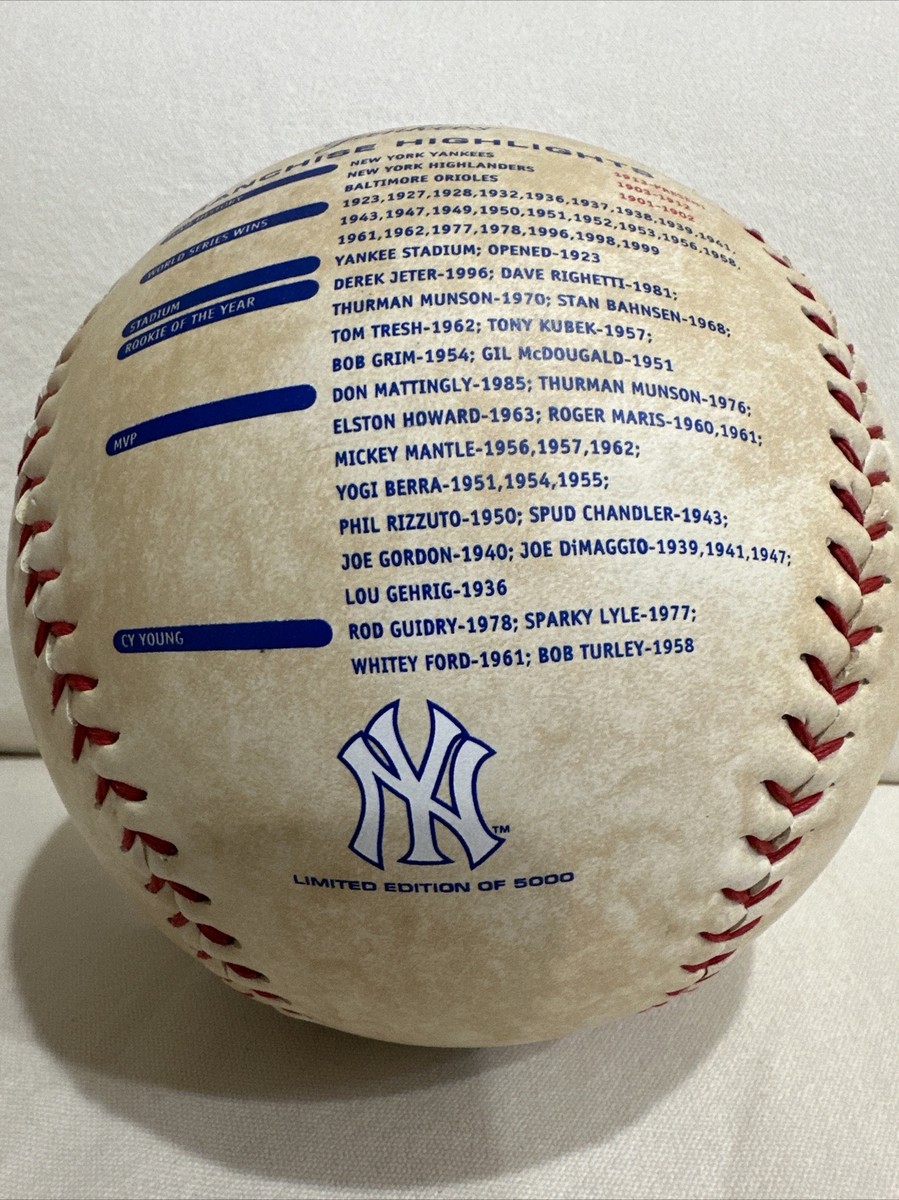 Yankees
FRANCHISE HIGHLIGHTS
NEW YORK YANKEES 1913-PRESENT
NEW YORK HIGHLANDERS 1903-1912
BALTIMORE ORIOLES 1901-1902
WORLD SERIES WINS 1923,1927,1928,1932,1936,1937,1938,1939,1941,
1943,1947,1949,1950,1951,1952,1953,1956,1958,
1961,1962,1977,1978,1996,1998,1999
STADIUM YANKEE STADIUM; OPENED-1923
ROOKIE OF THE YEAR DEREK JETER-1996; DAVE RIGHETTI-1981;
THURMAN MUNSON-1970; STAN BAHNSEN-1968;
TOM TRESH-1962; TONY KUBEK-1957;
BOB GRIM-1954; GIL McDOUGALD-1951
MVP DON MATTINGLY-1985; THURMAN MUNSON-1976;
ELSTON HOWARD-1963; ROGER MARIS-1960,1961;
MICKEY MANTLE-1956,1957,1962;
YOGI BERRA-1951,1954,1955;
PHIL RIZZUTO-1950; SPUD CHANDLER-1943;
JOE GORDON-1940; JOE DiMAGGIO-1939,1941,1947;
LOU GEHRIG-1936
CY YOUNG ROD GUIDRY-1978; SPARKY LYLE-1977;
WHITEY FORD-1961; BOB TURLEY-1958
NY TM
LIMITED EDITION OF 5000